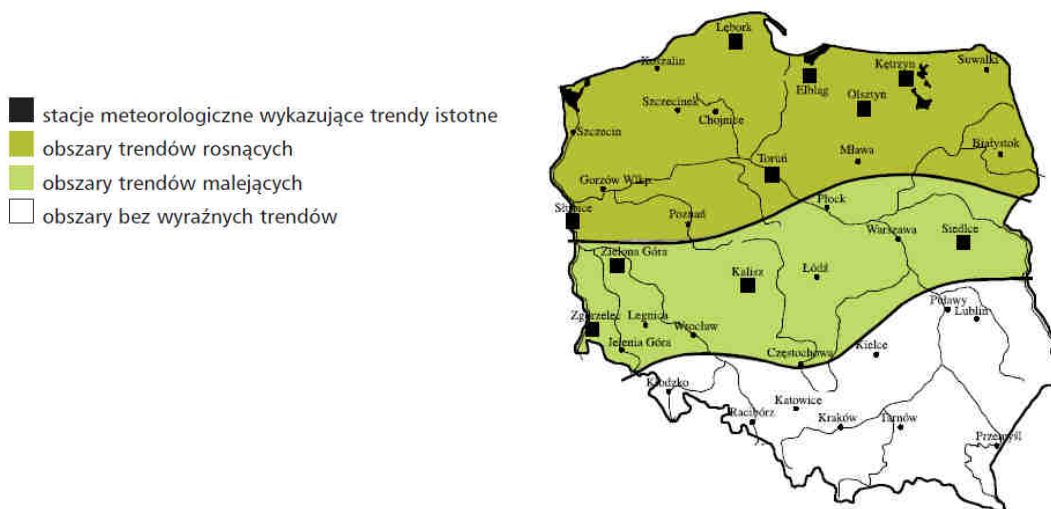 stacje meteorologiczne wykazujące trendy istotne
obszary trendów rosnących
obszary trendów malejących
obszary bez wyraźnych trendów
Lębork
Koszalin
Kętrzyn
Suwałki
Elbląg
Olsztyn
Szczecinek
Chojnice
Szczecin
Białystok
Mława
Toruń
Gorzów Wlkp.
Słubice
Poznań
Płock
Warszawa
Siedlce
Zielona Góra
Kalisz
Łódź
Zgorzelec
Legnica
Wrocław
Puławy
Lublin
Jelenia Góra
Częstochowa
Kielce
Kłodzko
Katowice
Racibórz
Kraków
Tarnów
Przemyśl